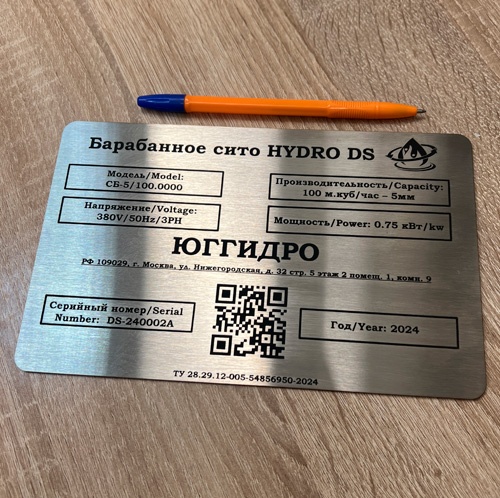 Барабанное сито HYDRO DS
Модель/Model:
СБ-5/100.0000
Производительность/Capacity:
100 м.куб/час – 5мм
Напряжение/Voltage:
380V/50Hz/3PH
Мощность/Power: 0.75 кВт/kw
ЮГГИДРО
РФ 109029, г. Москва, ул. Нижегородская, д. 32 стр. 5 этаж 2 помещ. 1, комн. 9
Серийный номер/Serial
Number: DS-240002A
Год/Year: 2024
ТУ 28.29.12-005-54856950-2024